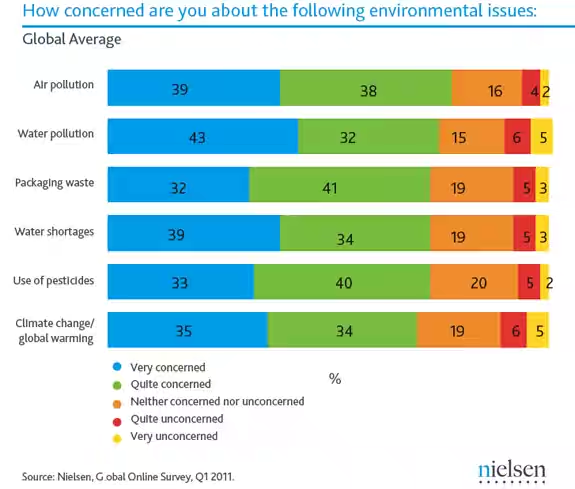 How concerned are you about the following environmental issues:
Global Average
Air pollution 39 38 16 4 2
Water pollution 43 32 15 6 5
Packaging waste 32 41 19 5 3
Water shortages 39 34 19 5 3
Use of pesticides 33 40 20 5 2
Climate change/
global warming 35 34 19 6 5
Very concerned
Quite concerned
%
Neither concerned nor unconcerned
Quite unconcerned
Very unconcerned
Source: Nielsen, G.obal Online Survey, Q1 2011.
nielsen